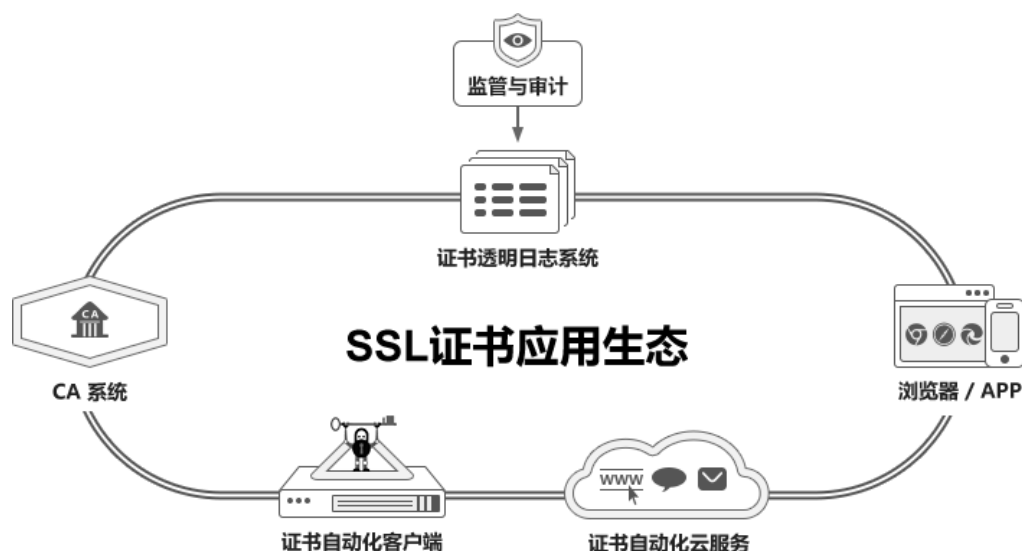 监管与审计
证书透明日志系统
CA
SSL证书应用生态
CA 系统
浏览器 / APP
www
证书自动化客户端
证书自动化云服务